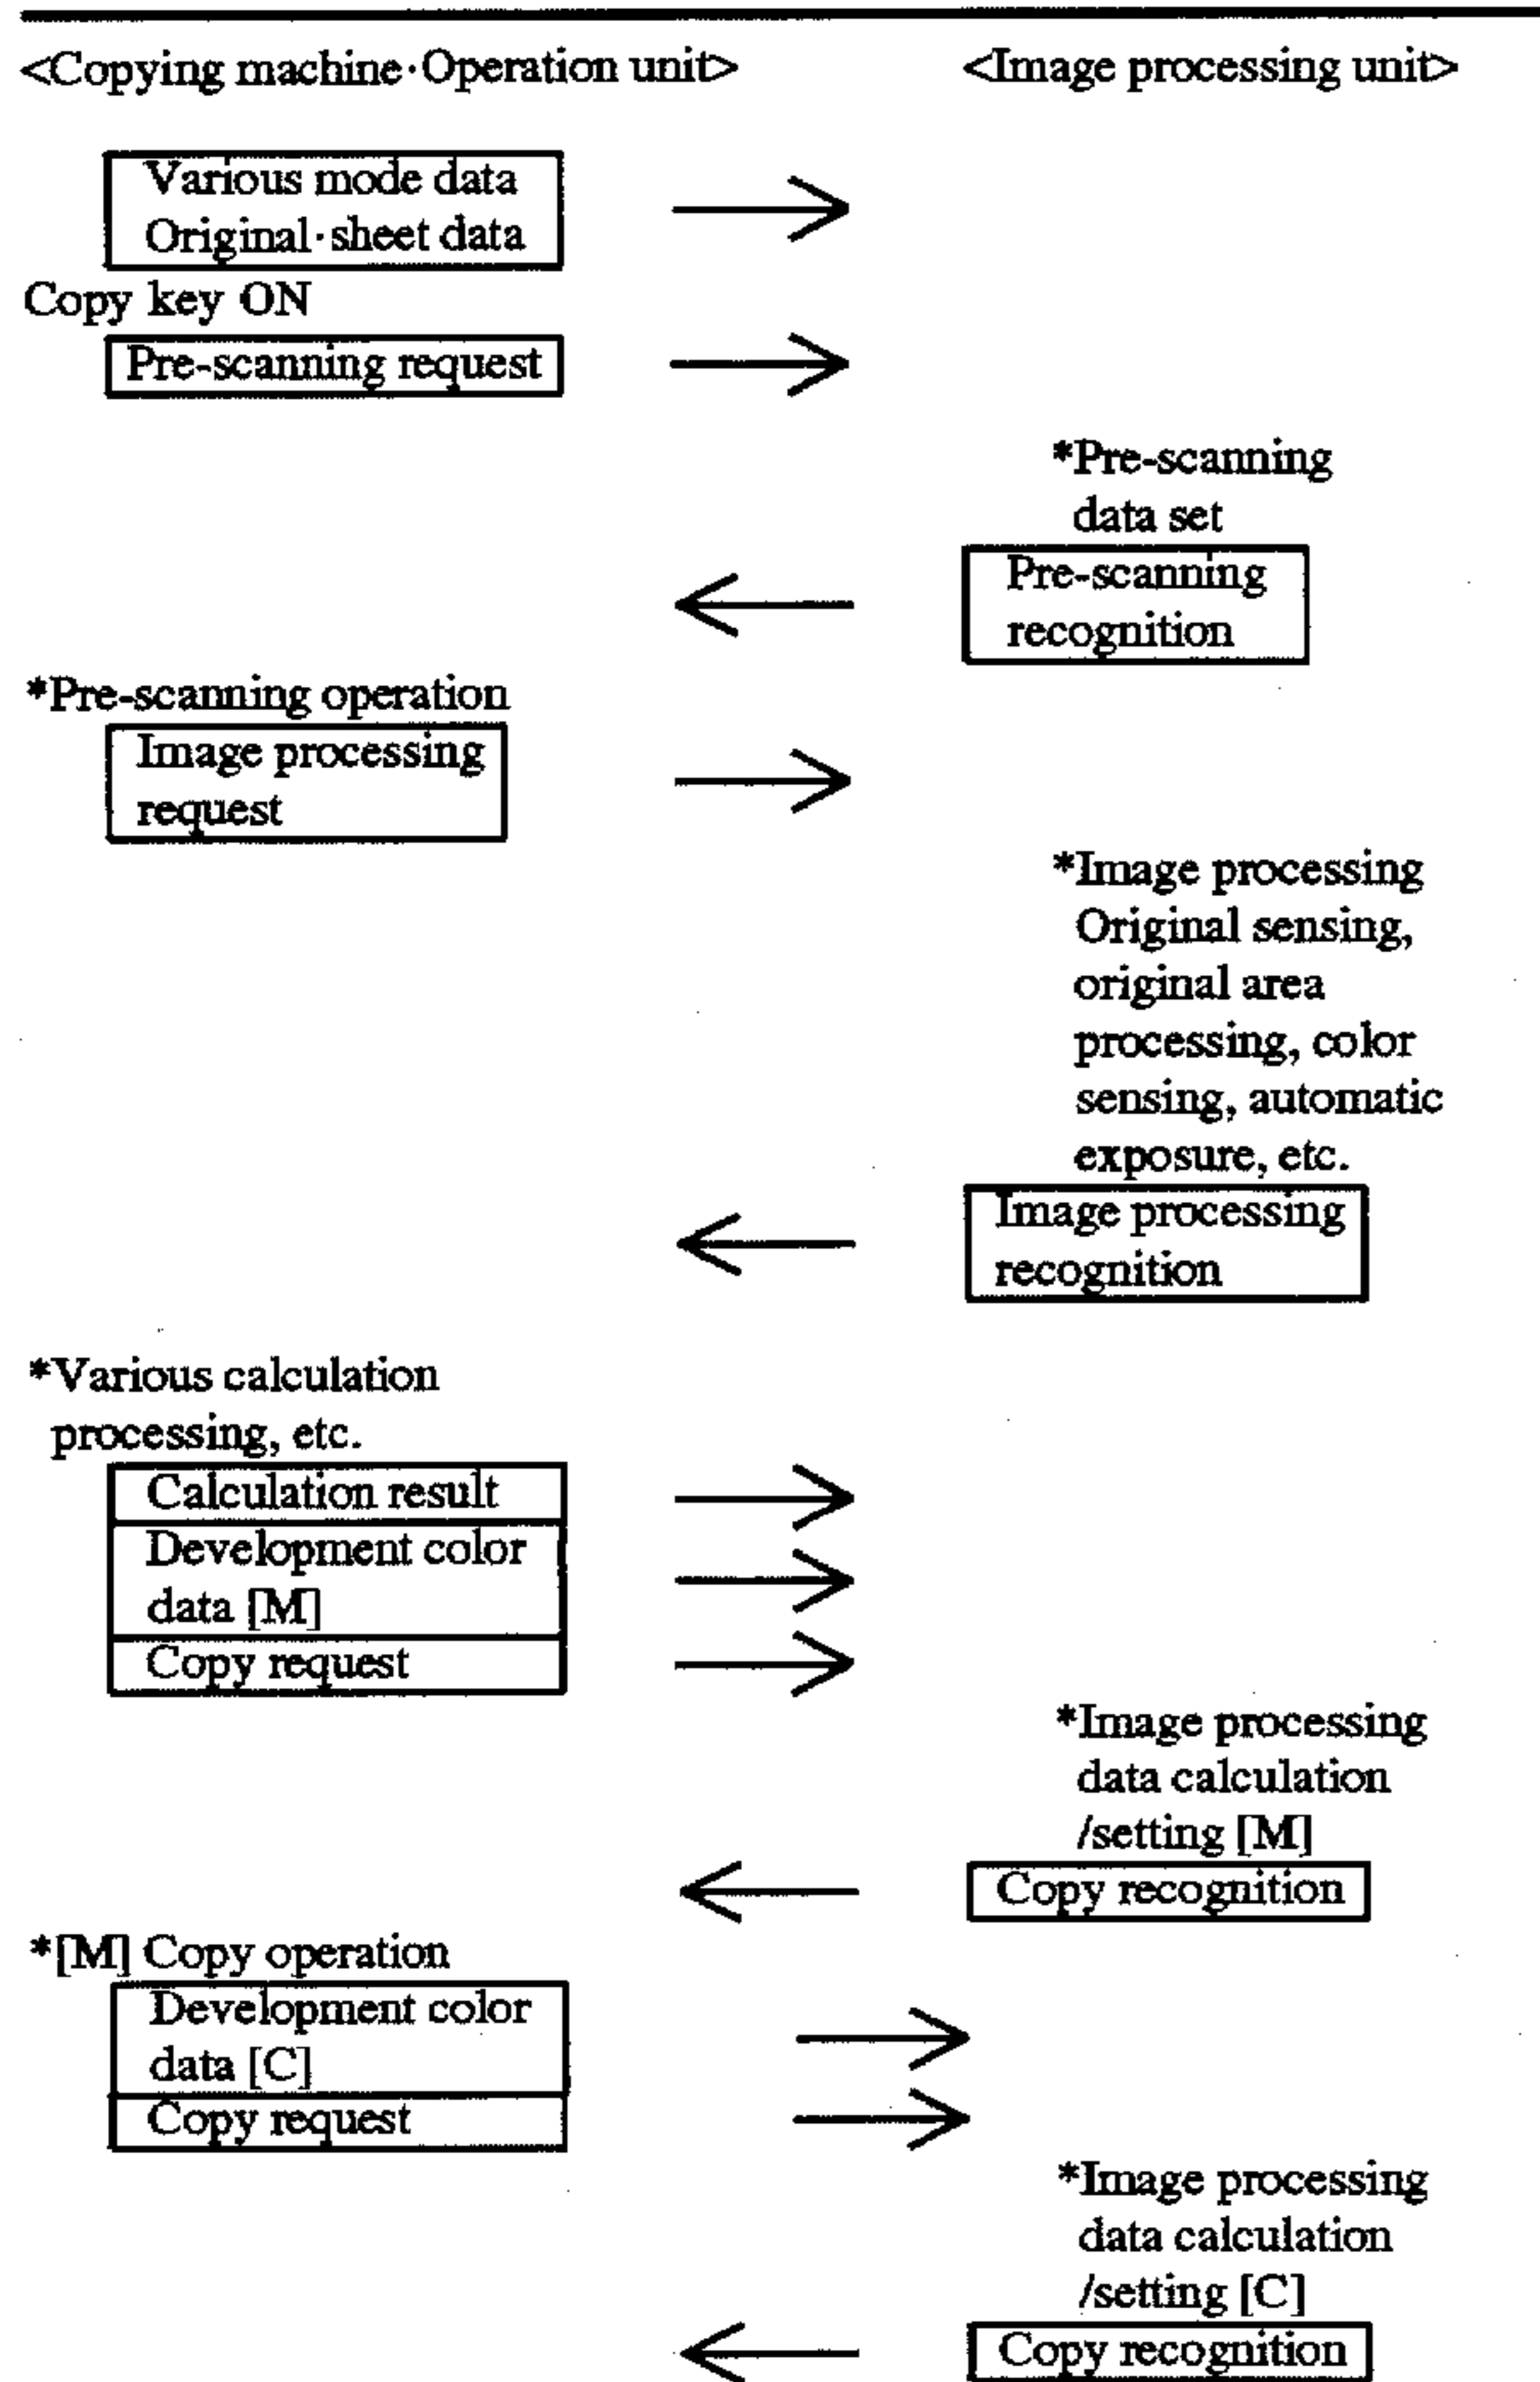 <Copying machine·Operation unit> <Image processing unit>
Various mode data
Original·sheet data
Copy key ON
Pre-scanning request
*Pre-scanning
data set
Pre-scanning
recognition
*Pre-scanning operation
Image processing
request
*Image processing
Original sensing,
original area
processing, color
sensing, automatic
exposure, etc.
Image processing
recognition
*Various calculation
processing, etc.
Calculation result
Development color
data [M]
Copy request
*Image processing
data calculation
/setting [M]
Copy recognition
*[M] Copy operation
Development color
data [C]
Copy request
*Image processing
data calculation
/setting [C]
Copy recognition